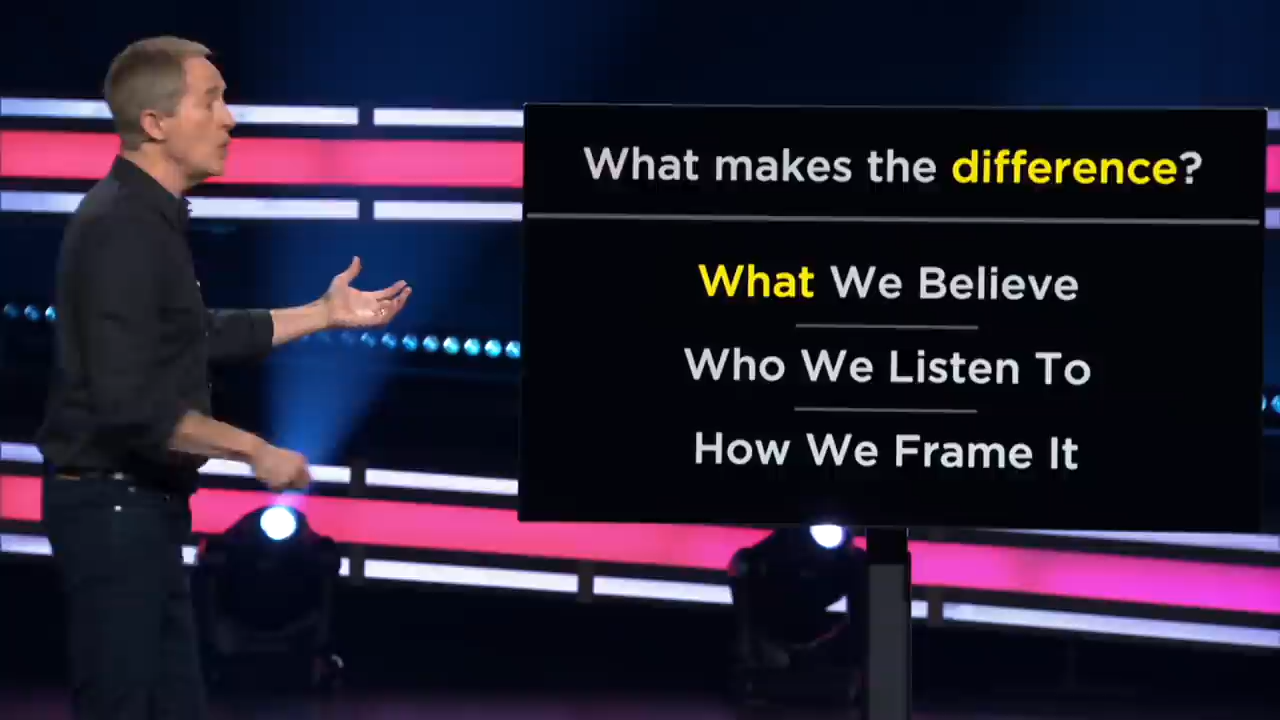 What makes the difference?
What We Believe
Who We Listen To
How We Frame It